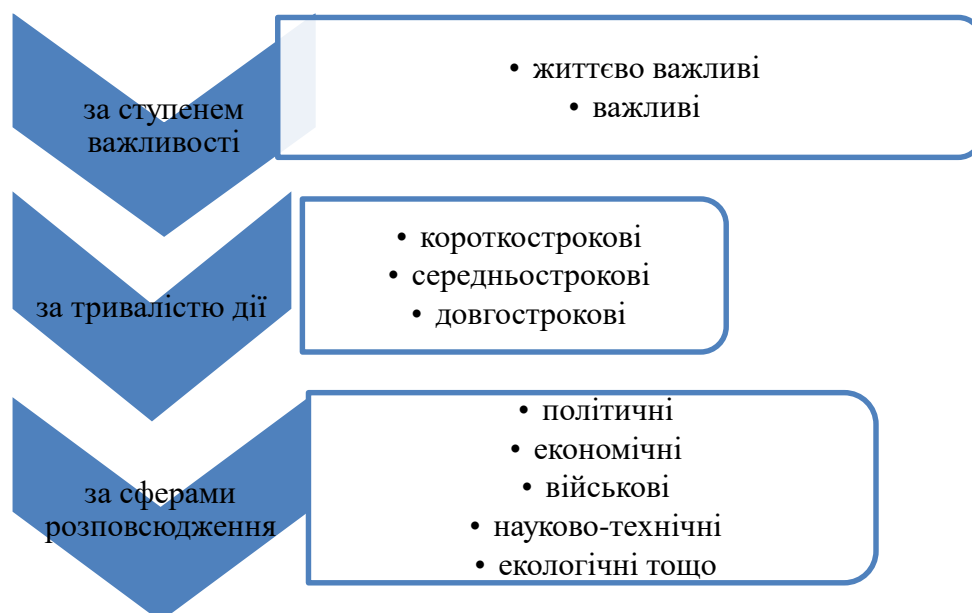 за ступенем
важливості
• життєво важливі
• важливі
за тривалістю дії
• короткострокові
• середньострокові
• довгострокові
за сферами
розповсюдження
• політичні
• економічні
• військові
• науково-технічні
• екологічні тощо